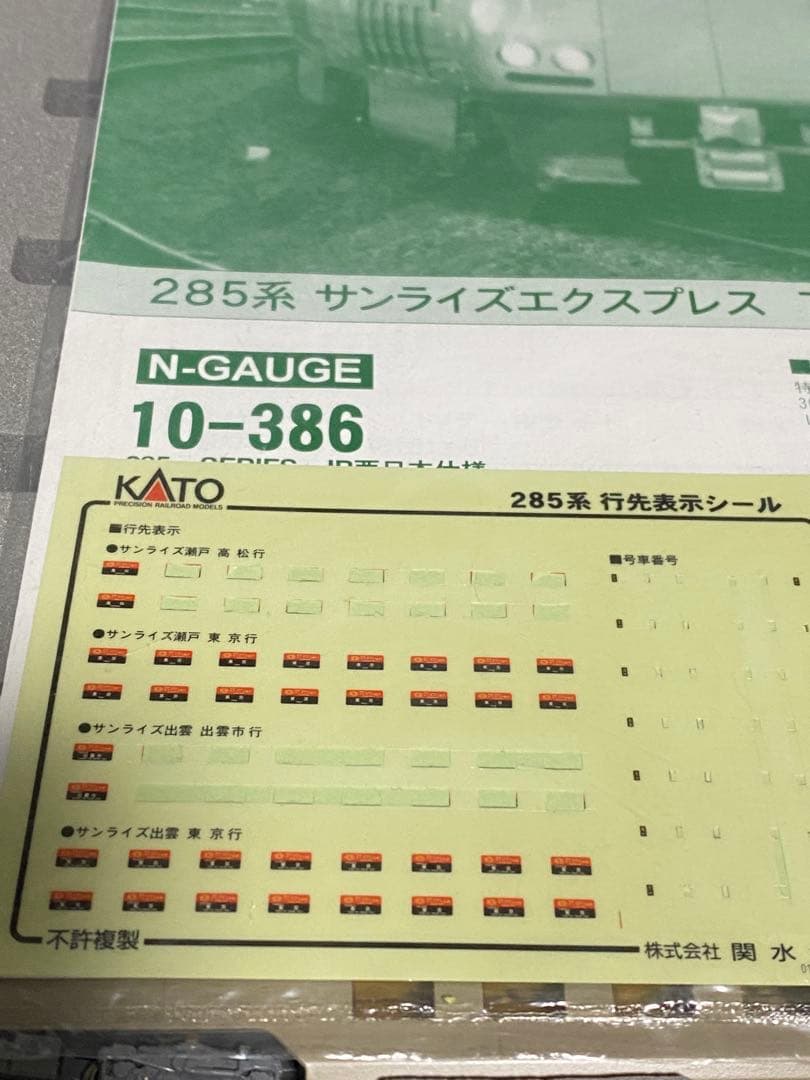 285系 サンライズエクスプレス
N-GAUGE
10-386
KATO
PRECISION RAILROAD MODELS
285系 行先表示シール
■行先表示
●サンライズ瀬戸 高 松 行
■号車番号
●サンライズ瀬戸 東 京 行
●サンライズ出雲 出雲市 行
●サンライズ出雲 東 京 行
不許複製
株式会社 関 水